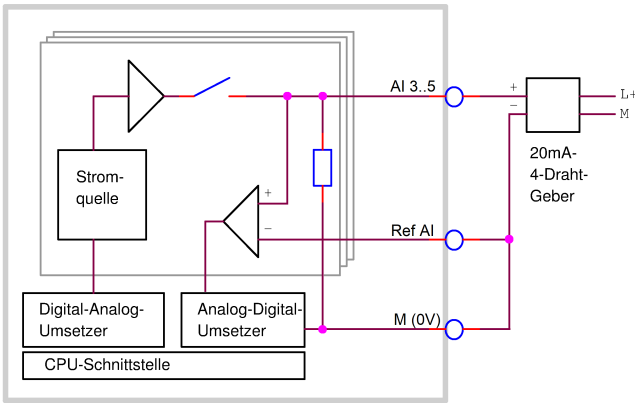 AI 3..5
+
−
L+
M
20mA-
4-Draht-
Geber
Strom-
quelle
+
−
Ref AI
Digital-Analog-
Umsetzer
Analog-Digital-
Umsetzer
M (0V)
CPU-Schnittstelle